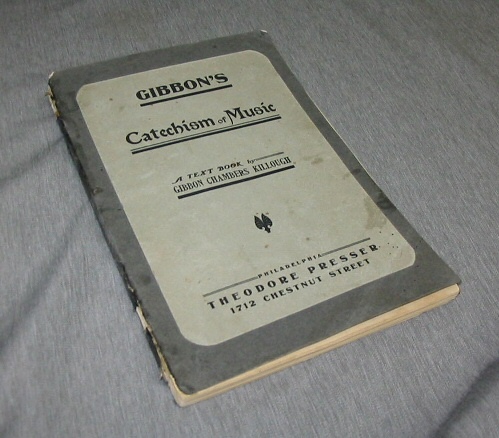 GIBBON'S
Catechism of Music
A TEXT BOOK by
GIBBON CHAMBERS KILLOUGH
PHILADELPHIA
THEODORE PRESSER
1712 CHESTNUT STREET